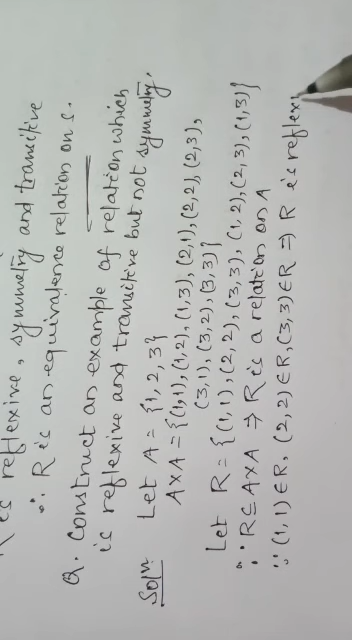 R is reflexive, symmetry and transitive
∴ R is an equivalence relation on S.
Q. Construct an example of relation which
is reflexive and transitive but not symmetry.
Soln Let A = {1, 2, 3}
A×A = {(1,1), (1,2), (1,3), (2,1), (2,2), (2,3),
(3,1), (3,2), (3,3)}
Let R = {(1,1), (2,2), (3,3), (1,2), (2,3), (1,3)}
∵ R ⊆ A×A ⇒ R is a relation on A
∵ (1,1) ∈ R, (2,2) ∈ R, (3,3) ∈ R ⇒ R is reflexi